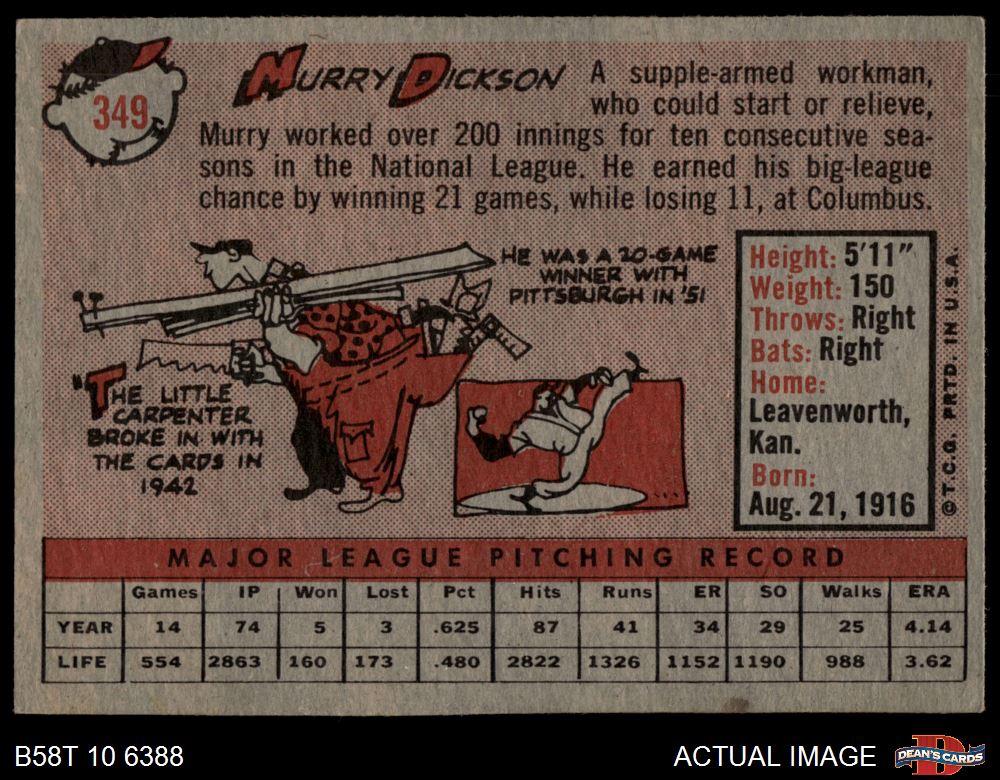 349
MURRY DICKSON
A supple-armed workman,
who could start or relieve,
Murry worked over 200 innings for ten consecutive sea-
sons in the National League. He earned his big-league
chance by winning 21 games, while losing 11, at Columbus.
HE WAS A 20-GAME
WINNER WITH
PITTSBURGH IN '51
"THE LITTLE
CARPENTER
BROKE IN WITH
THE CARDS IN
1942
Height: 5'11"
Weight: 150
Throws: Right
Bats: Right
Home:
Leavenworth,
Kan.
Born:
Aug. 21, 1916
© T.C.G. PRTD. IN U.S.A.
MAJOR LEAGUE PITCHING RECORD
Games IP Won Lost Pct Hits Runs ER SO Walks ERA
YEAR 14 74 5 3 .625 87 41 34 29 25 4.14
LIFE 554 2863 160 173 .480 2822 1326 1152 1190 988 3.62
B58T 10 6388
ACTUAL IMAGE
D
DEAN'S CARDS